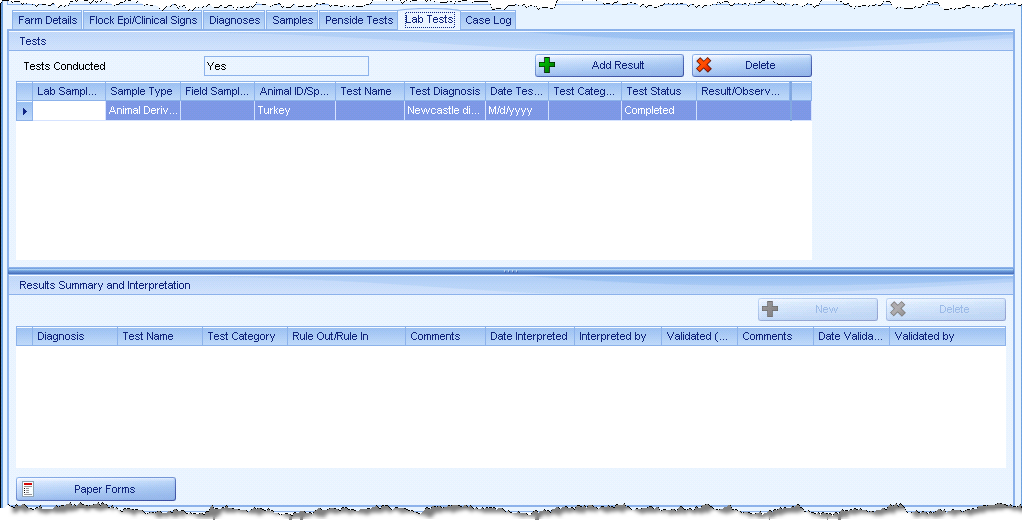 Farm Details Flock Epi/Clinical Signs Diagnoses Samples Penside Tests Lab Tests Case Log
Tests
Tests Conducted Yes Add Result Delete
Lab Sampl... Sample Type Field Sampl... Animal ID/Sp... Test Name Test Diagnosis Date Tes... Test Categ... Test Status Result/Observ...
Animal Deriv... Turkey Newcastle di... M/d/yyyy Completed
Results Summary and Interpretation
New Delete
Diagnosis Test Name Test Category Rule Out/Rule In Comments Date Interpreted Interpreted by Validated (... Comments Date Valida... Validated by
Paper Forms